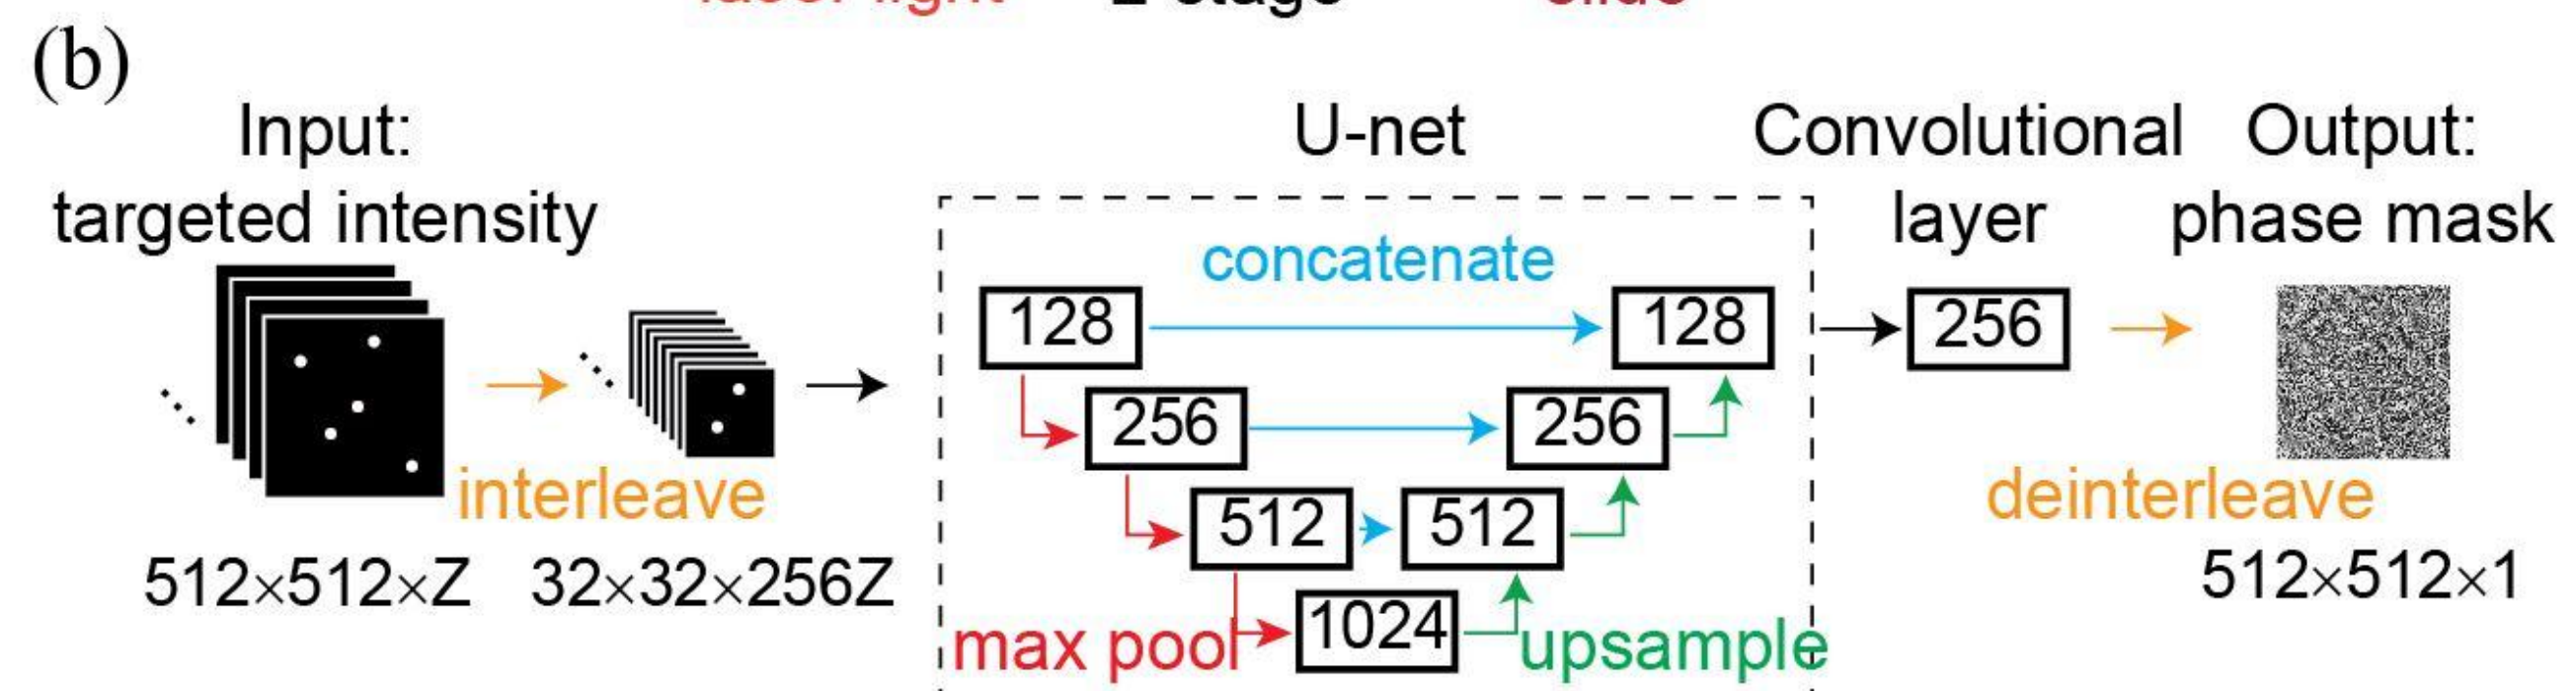 (b)
Input:
targeted intensity
U-net
Convolutional
layer
Output:
phase mask
concatenate
128
128
256
256
256
512
512
1024
interleave
deinterleave
512×512×Z
32×32×256Z
512×512×1
max pool
upsample